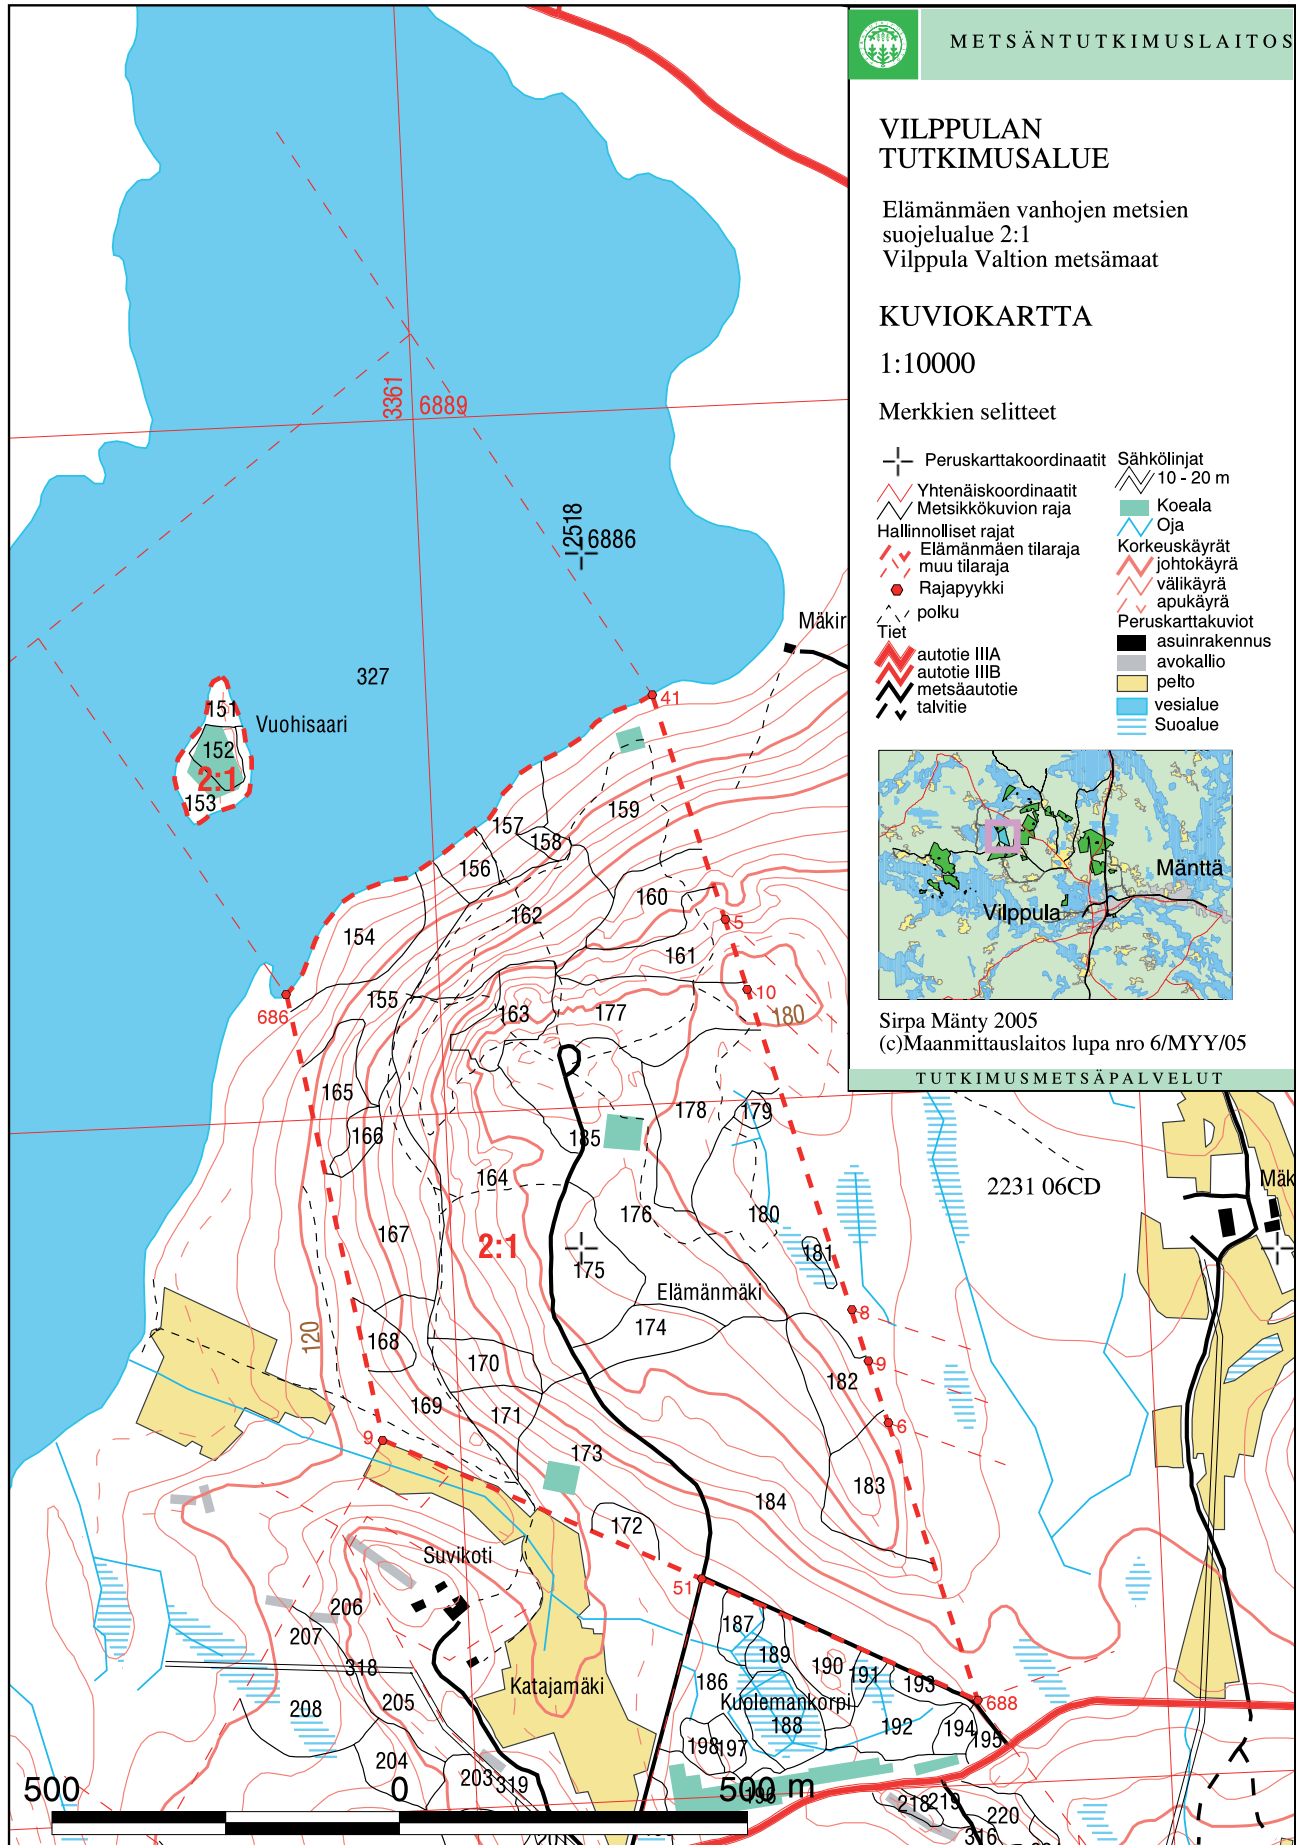 METSÄNTUTKIMUSLAITOS
VILPPULAN
TUTKIMUSALUE
Elämänmäen vanhojen metsien
suojelualue 2:1
Vilppula Valtion metsämaat
KUVIOKARTTA
1:10000
Merkkien selitteet
Peruskarttakoordinaatit
Yhtenäiskoordinaatit
Metsikkökuvion raja
Hallinnolliset rajat
Elämänmäen tilaraja
muu tilaraja
Rajapyykki
polku
Tiet
autotie IIIA
autotie IIIB
metsäautotie
talvitie
Sähkölinjat
10 - 20 m
Koeala
Oja
Korkeuskäyrät
johtokäyrä
välikäyrä
apukäyrä
Peruskarttakuviot
asuinrakennus
avokallio
pelto
vesialue
Suoalue
Mänttä
Vilppula
Sirpa Mänty 2005
(c)Maanmittauslaitos lupa nro 6/MYY/05
TUTKIMUSMETSÄPALVELUT
3361
6889
2518
6886
Mäkir
327
41
151
Vuohisaari
152
2:1
153
157
158
159
156
160
162
5
154
161
155
10
686
163
177
180
165
178
179
166
185
164
2231 06CD
Mäk
176
180
167
2:1
181
175
Elämänmäki
8
120
168
174
170
9
182
169
171
6
9
173
183
184
172
Suvikoti
51
206
187
207
189
190
318
191
186
193
Katajamäki
205
Kuolemankorpi
688
208
188
192
194
195
198
197
204
203
319
500
0
500 m
196
218
219
220
316